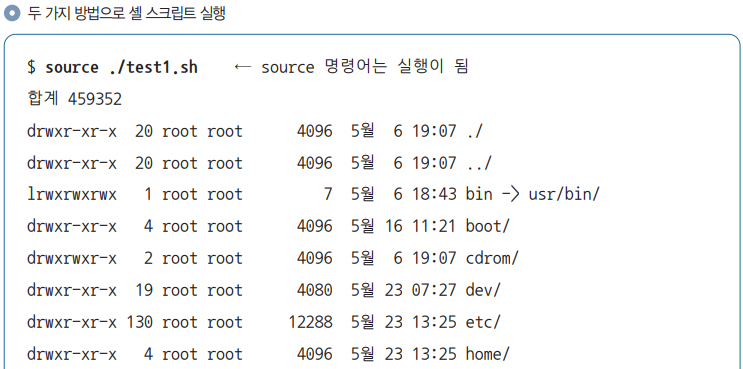 두 가지 방법으로 셸 스크립트 실행
$ source ./test1.sh ← source 명령어는 실행이 됨
합계 459352
drwxr-xr-x 20 root root 4096 5월 6 19:07 ./
drwxr-xr-x 20 root root 4096 5월 6 19:07 ../
lrwxrwxrwx 1 root root 7 5월 6 18:43 bin -> usr/bin/
drwxr-xr-x 4 root root 4096 5월 16 11:21 boot/
drwxrwxr-x 2 root root 4096 5월 6 19:07 cdrom/
drwxr-xr-x 19 root root 4080 5월 23 07:27 dev/
drwxr-xr-x 130 root root 12288 5월 23 13:25 etc/
drwxr-xr-x 4 root root 4096 5월 23 13:25 home/